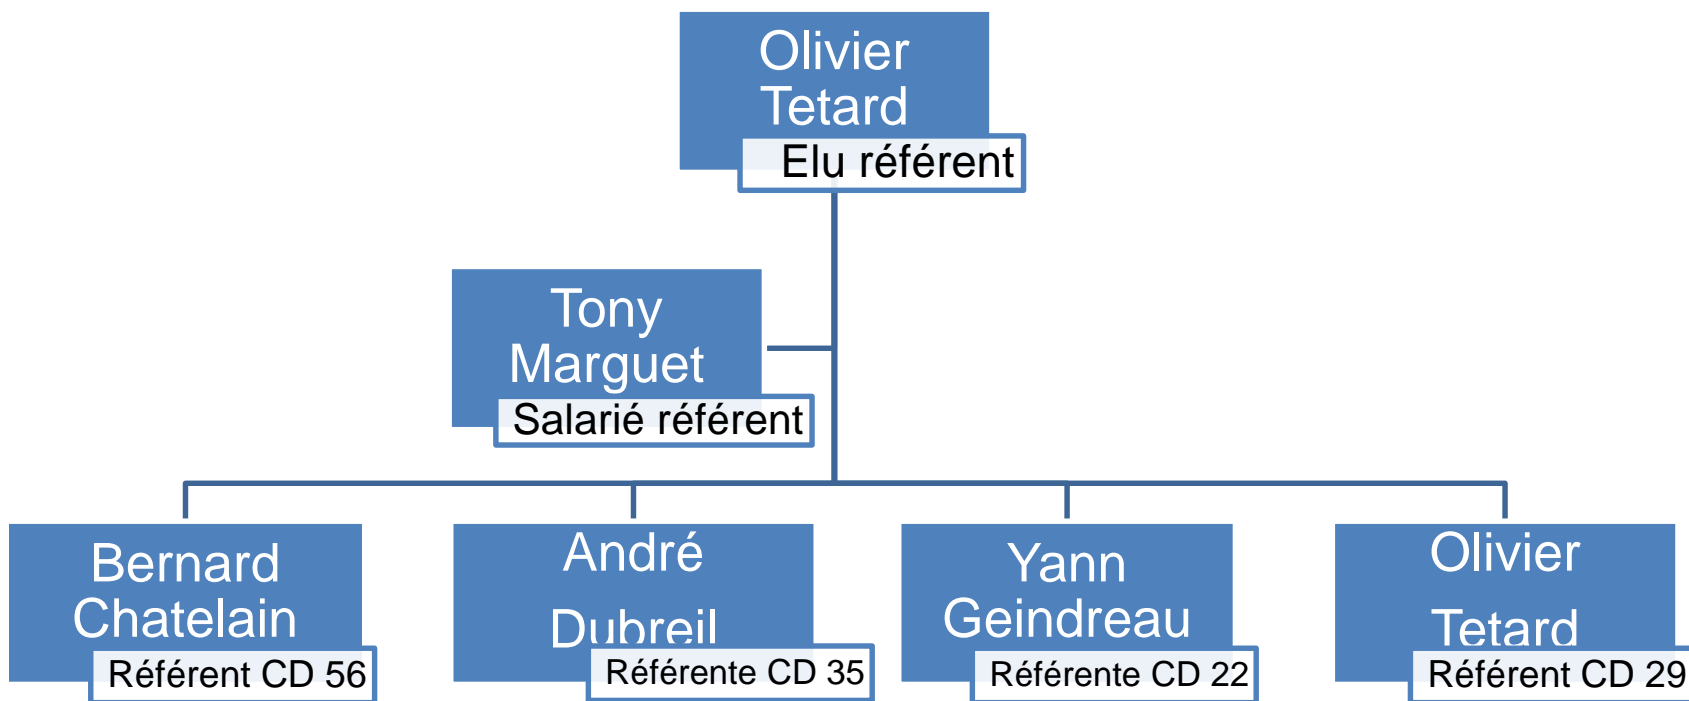 Olivier
Tetard
Elu référent
Tony
Marguet
Salarié référent
Bernard
Chatelain
Référent CD 56
André
Dubreil
Référente CD 35
Yann
Geindreau
Référente CD 22
Olivier
Tetard
Référent CD 29